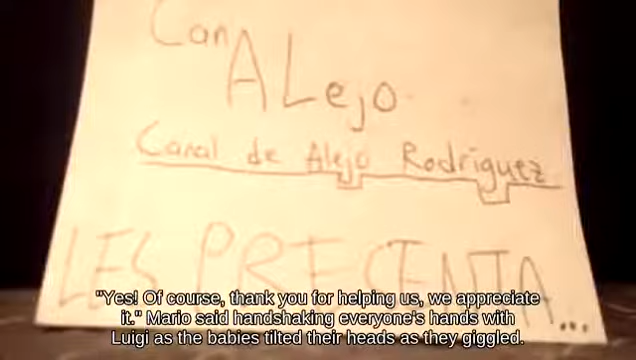 Con
ALejo
Canal de Alejo Rodriguez
LES PRESENTA...
"Yes! Of course, thank you for helping us, we appreciate
it." Mario said handshaking everyone's hands with
Luigi as the babies tilted their heads as they giggled.